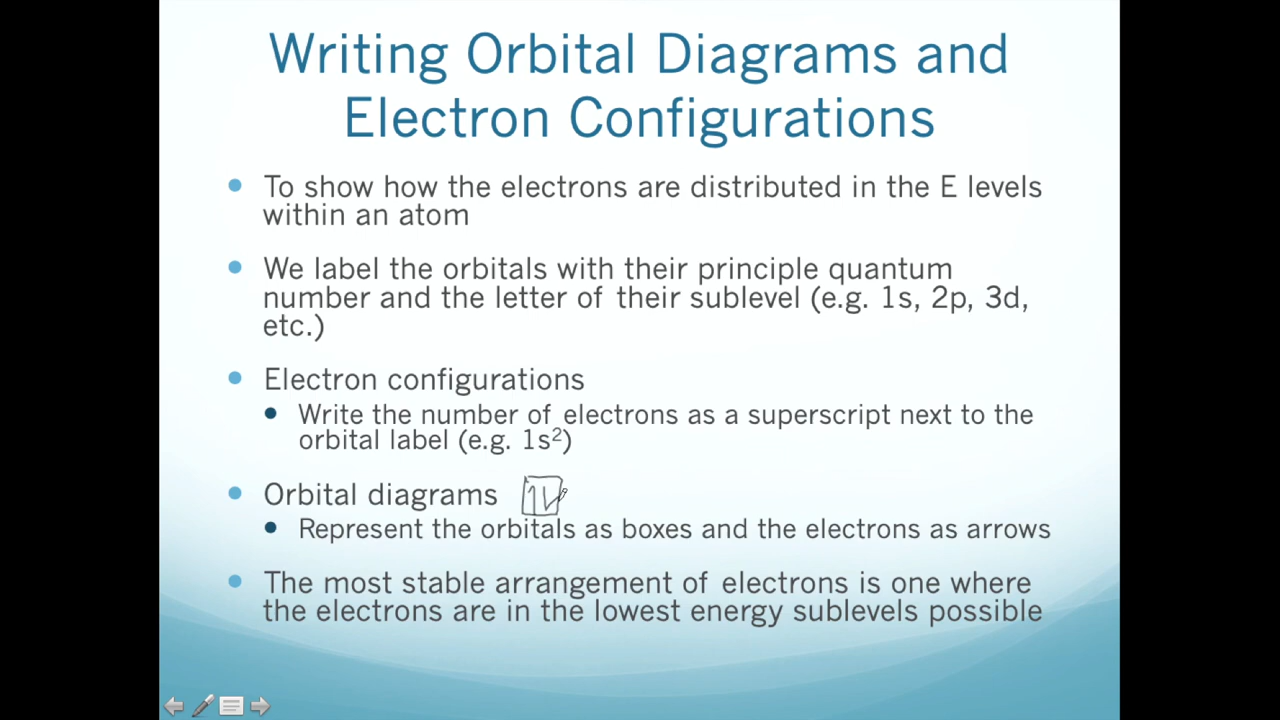 Writing Orbital Diagrams and
Electron Configurations
To show how the electrons are distributed in the E levels
within an atom
We label the orbitals with their principle quantum
number and the letter of their sublevel (e.g. 1s, 2p, 3d,
etc.)
Electron configurations
Write the number of electrons as a superscript next to the
orbital label (e.g. 1s²)
Orbital diagrams
Represent the orbitals as boxes and the electrons as arrows
The most stable arrangement of electrons is one where
the electrons are in the lowest energy sublevels possible